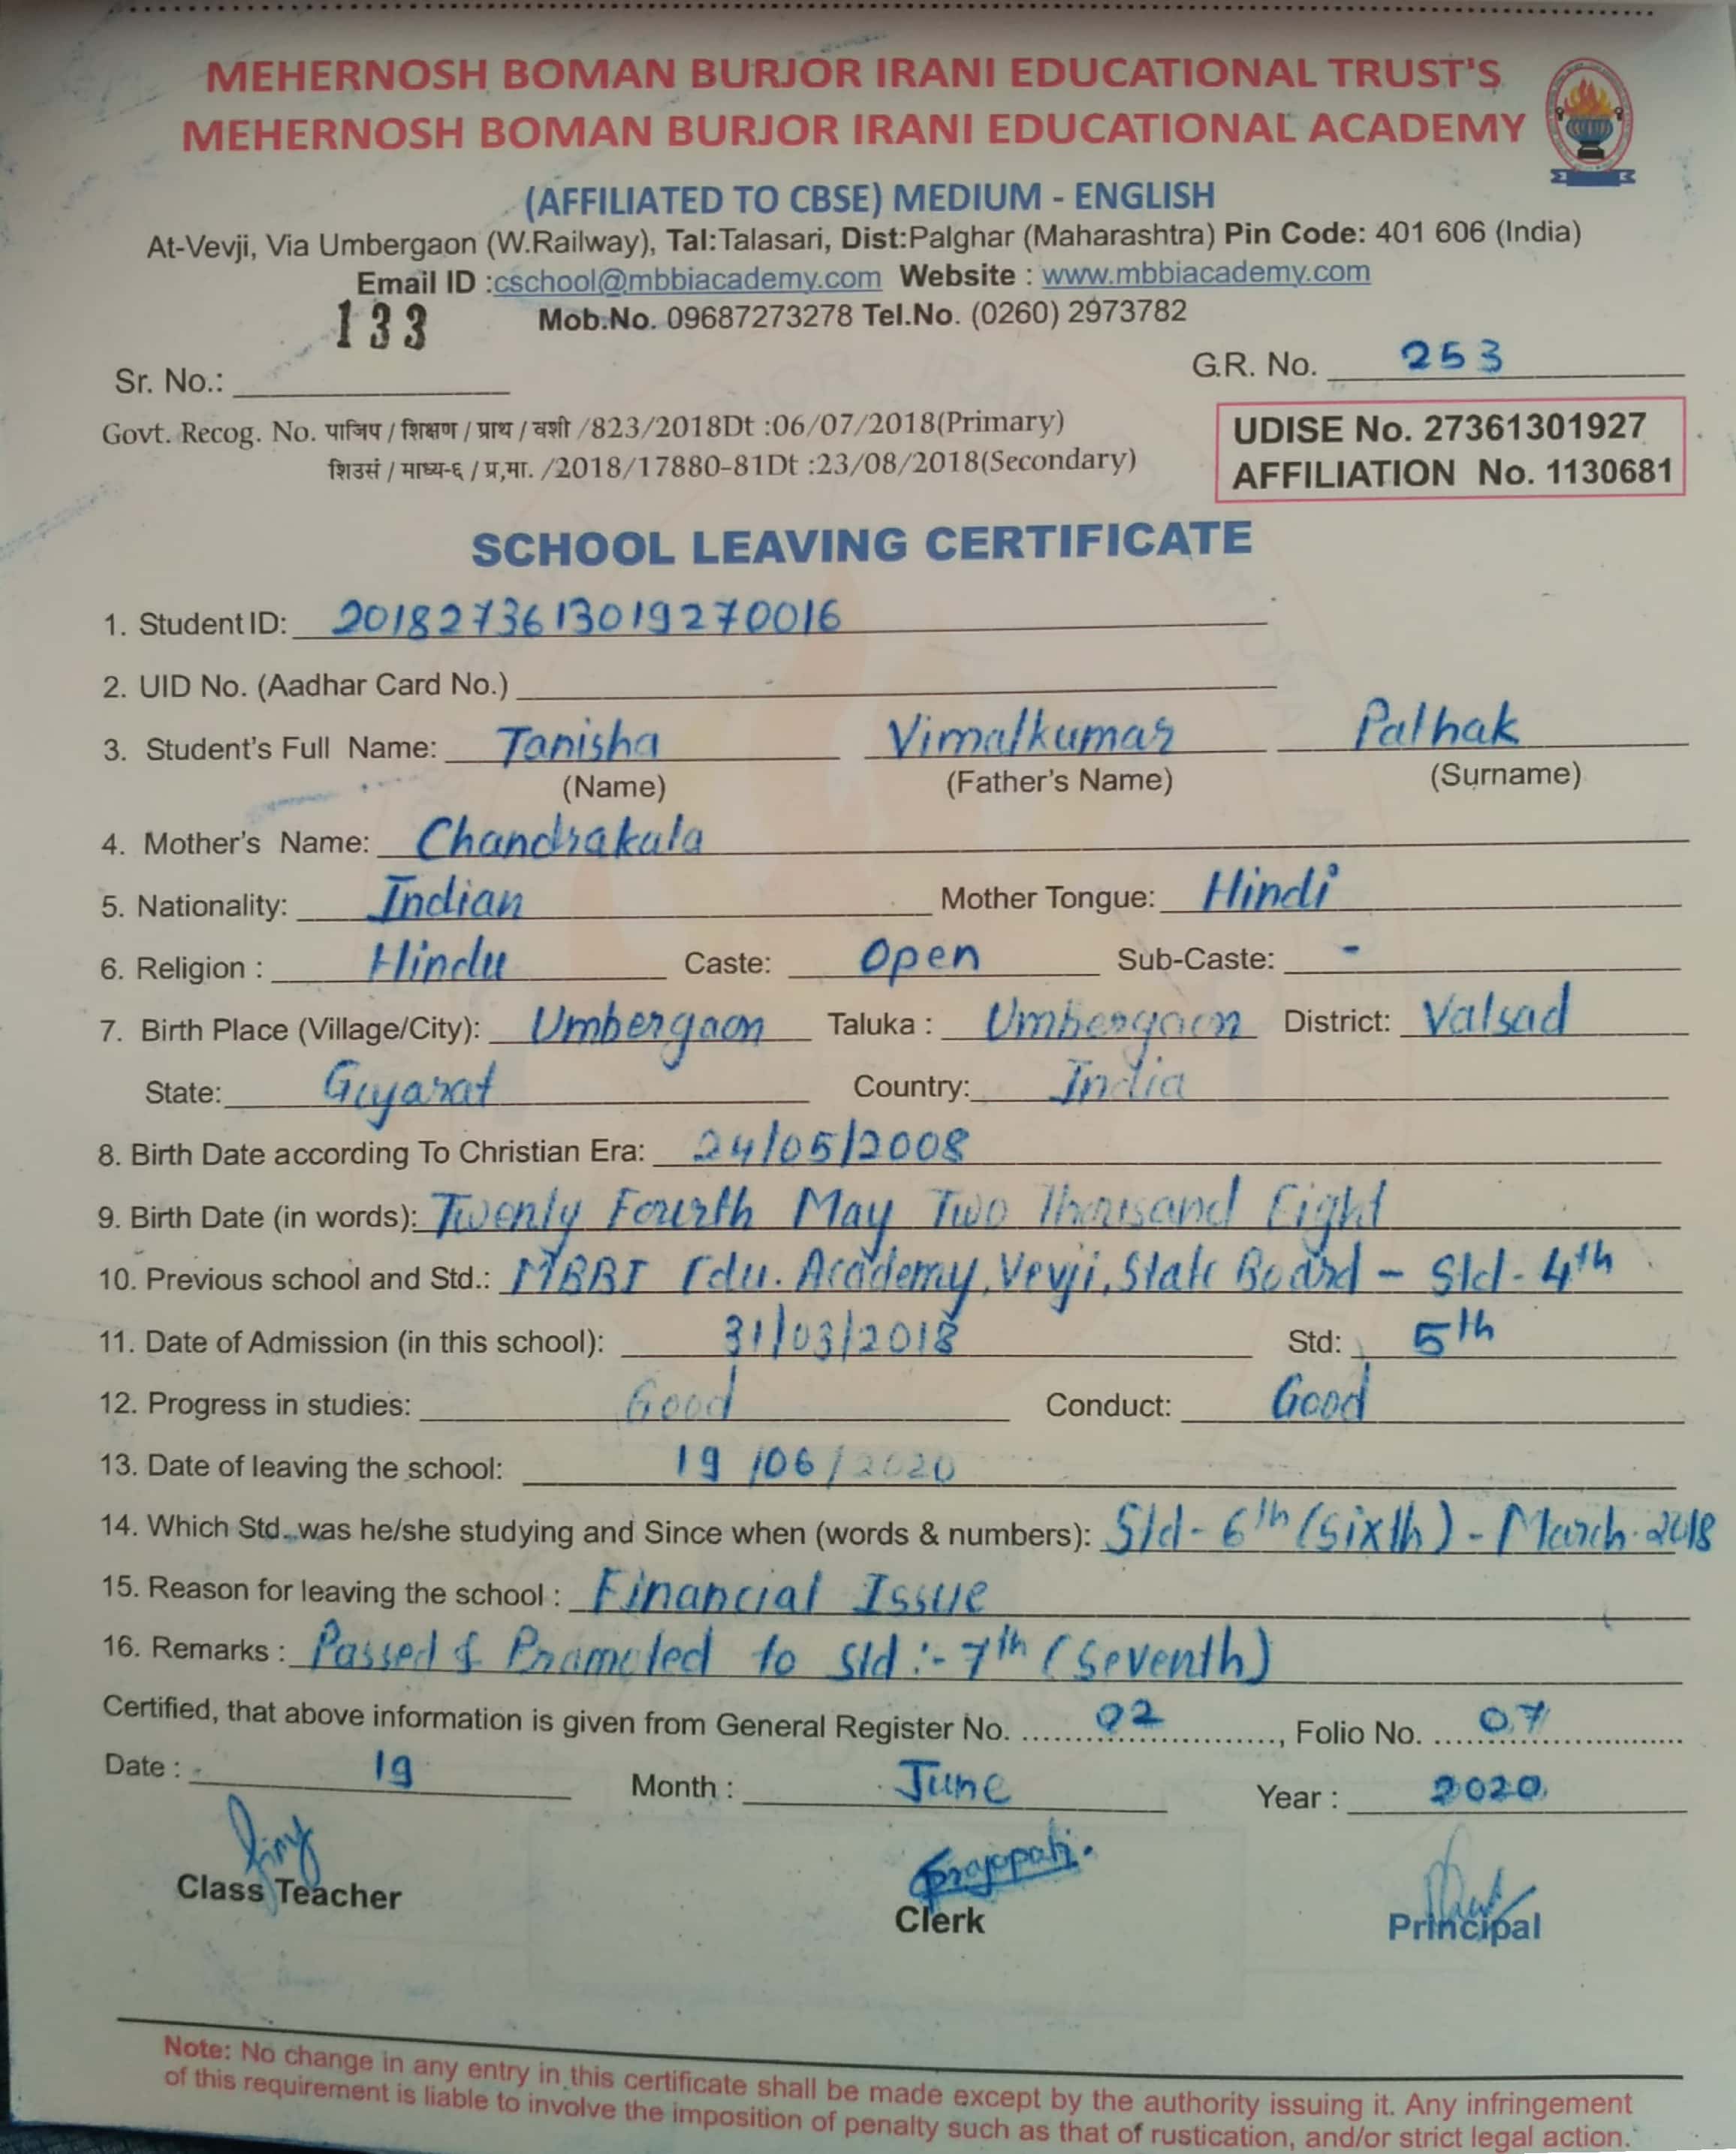 MEHERNOSH BOMAN BURJOR IRANI EDUCATIONAL TRUST'S
MEHERNOSH BOMAN BURJOR IRANI EDUCATIONAL ACADEMY
(AFFILIATED TO CBSE) MEDIUM - ENGLISH
At-Vevji, Via Umbergaon (W.Railway), Tal:Talasari, Dist:Palghar (Maharashtra) Pin Code: 401 606 (India)
Email ID :cschool@mbbiacademy.com Website : www.mbbiacademy.com
133 Mob.No. 09687273278 Tel.No. (0260) 2973782
Sr. No.: G.R. No. 253
Govt. Recog. No. पाजिप / शिक्षण / प्राथ / वशी /823/2018Dt :06/07/2018(Primary)
शिउसं / माध्य-६ / प्र,मा. /2018/17880-81Dt :23/08/2018(Secondary)
UDISE No. 27361301927
AFFILIATION No. 1130681
SCHOOL LEAVING CERTIFICATE
1. Student ID: 2018273613019270016
2. UID No. (Aadhar Card No.)
3. Student's Full Name: Tanisha Vimalkumar Pathak
(Name) (Father's Name) (Surname)
4. Mother's Name: Chandrakala
5. Nationality: Indian Mother Tongue: Hindi
6. Religion : Hindu Caste: Open Sub-Caste: -
7. Birth Place (Village/City): Umbergaon Taluka : Umbergaon District: Valsad
State: Gujarat Country: India
8. Birth Date according To Christian Era: 24/05/2008
9. Birth Date (in words): Twenty Fourth May Two Thousand Eight
10. Previous school and Std.: MBBI Edu. Academy, Vevji, State Board - Std - 4th
11. Date of Admission (in this school): 31/03/2018 Std: 5th
12. Progress in studies: Good Conduct: Good
13. Date of leaving the school: 19/06/2020
14. Which Std. was he/she studying and Since when (words & numbers): Std- 6th (Sixth) - March-2018
15. Reason for leaving the school : Financial Issue
16. Remarks : Passed & Promoted to Std :- 7th (Seventh)
Certified, that above information is given from General Register No. 02, Folio No. 07
Date : 19 Month : June Year : 2020
Prajapati.
Class Teacher Clerk Principal
Note: No change in any entry in this certificate shall be made except by the authority issuing it. Any infringement
of this requirement is liable to involve the imposition of penalty such as that of rustication, and/or strict legal action.